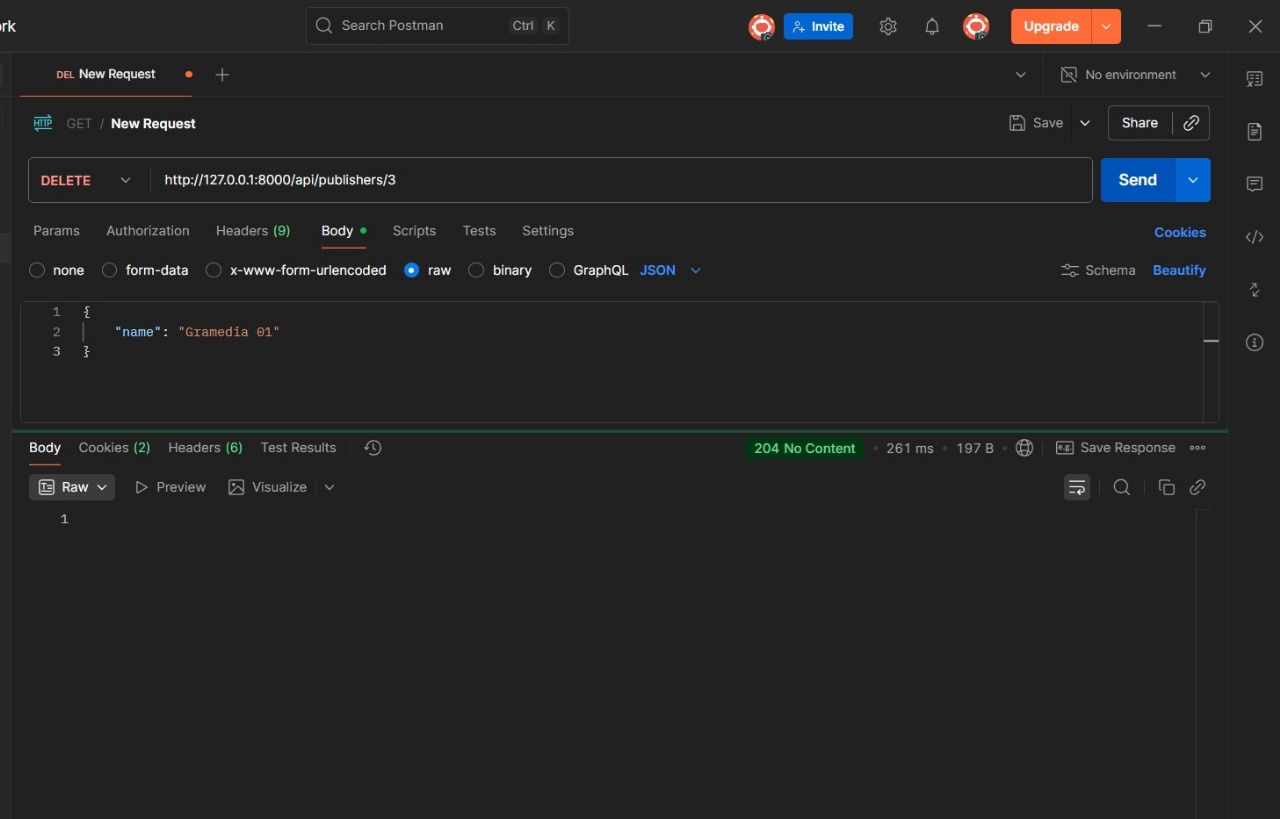 rk
Search Postman Ctrl K Invite Upgrade
DEL New Request No environment
HTTP GET / New Request Save Share
DELETE http://127.0.0.1:8000/api/publishers/3 Send
Params Authorization Headers (9) Body Scripts Tests Settings Cookies
none form-data x-www-form-urlencoded raw binary GraphQL JSON Schema Beautify
1 {
2 "name": "Gramedia 01"
3 }
Body Cookies (2) Headers (6) Test Results 204 No Content 261 ms 197 B e.g. Save Response
Raw Preview Visualize
1